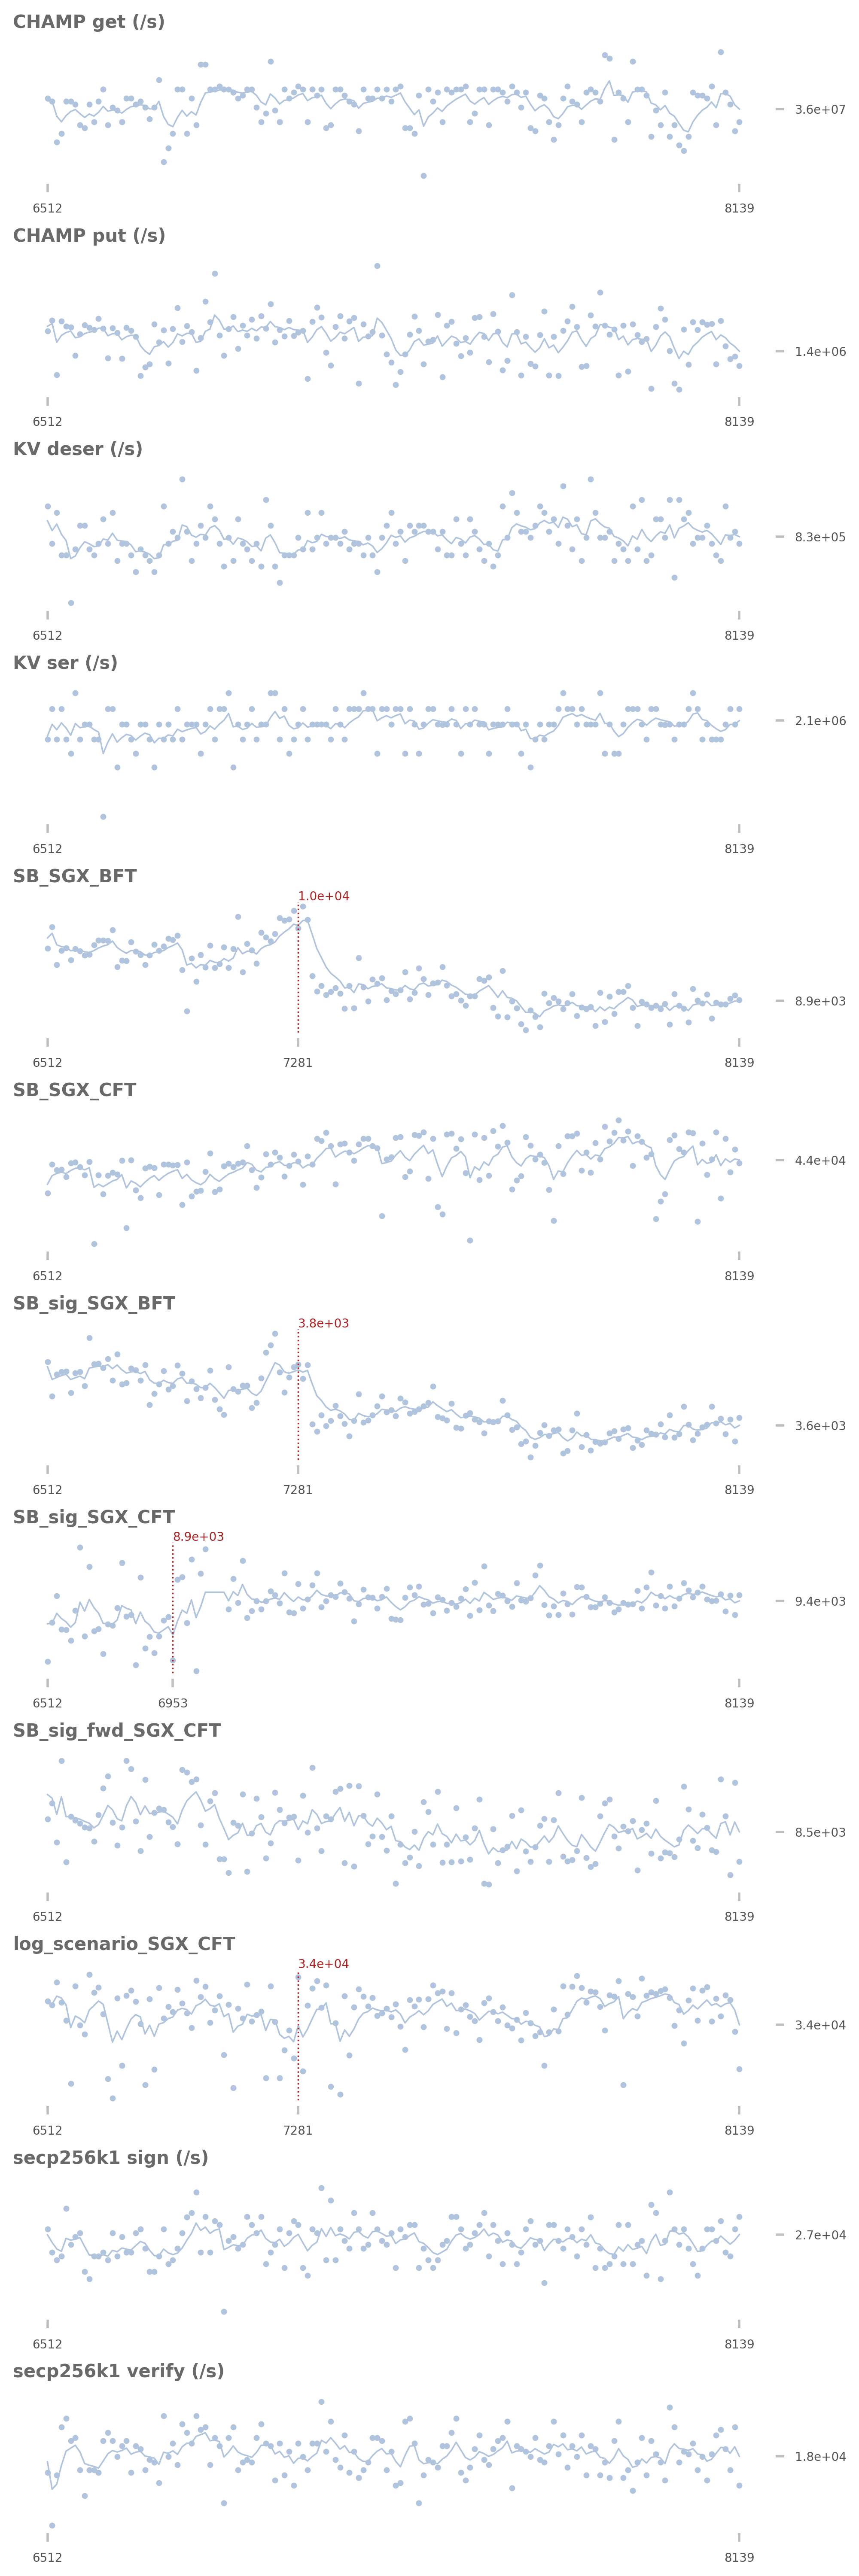 CHAMP get (/s)
3.6e+07
6512 8139
CHAMP put (/s)
1.4e+06
6512 8139
KV deser (/s)
8.3e+05
6512 8139
KV ser (/s)
2.1e+06
6512 8139
SB_SGX_BFT
1.0e+04
8.9e+03
6512 7281 8139
SB_SGX_CFT
4.4e+04
6512 8139
SB_sig_SGX_BFT
3.8e+03
3.6e+03
6512 7281 8139
SB_sig_SGX_CFT
8.9e+03
9.4e+03
6512 6953 8139
SB_sig_fwd_SGX_CFT
8.5e+03
6512 8139
log_scenario_SGX_CFT
3.4e+04
3.4e+04
6512 7281 8139
secp256k1 sign (/s)
2.7e+04
6512 8139
secp256k1 verify (/s)
1.8e+04
6512 8139